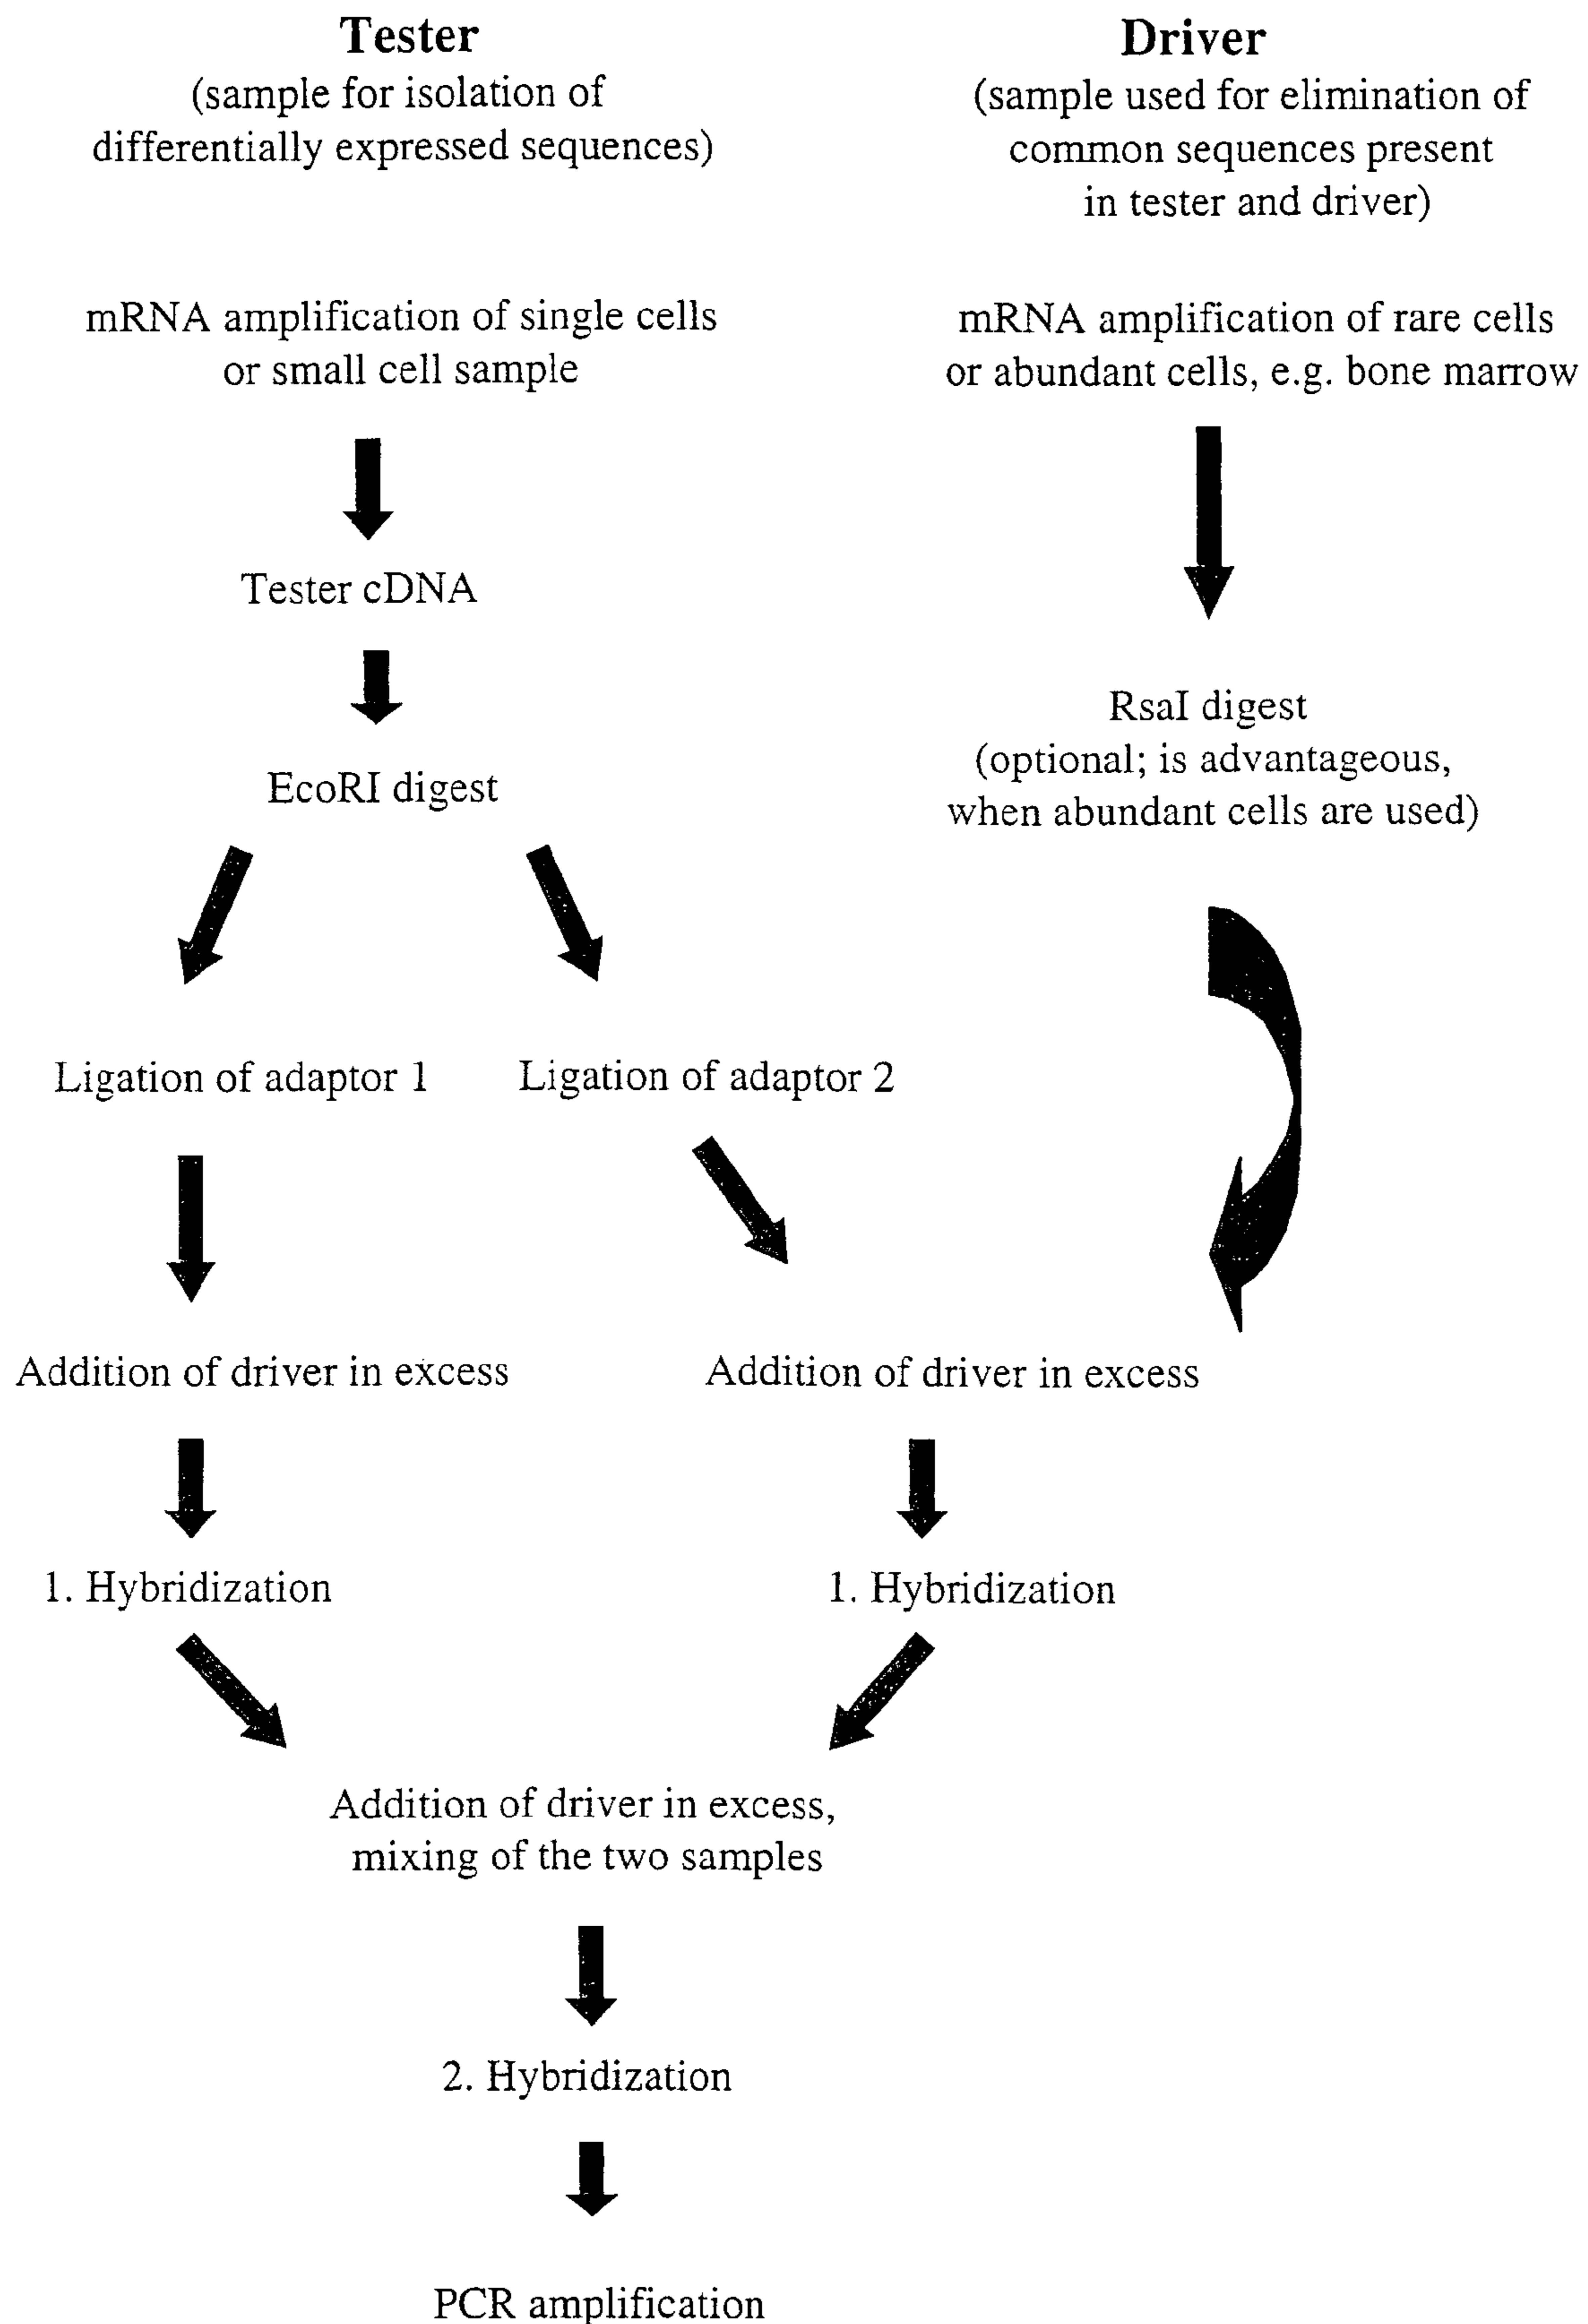 Tester
(sample for isolation of
differentially expressed sequences)
Driver
(sample used for elimination of
common sequences present
in tester and driver)
mRNA amplification of single cells
or small cell sample
mRNA amplification of rare cells
or abundant cells, e.g. bone marrow
Tester cDNA
EcoRI digest
RsaI digest
(optional; is advantageous,
when abundant cells are used)
Ligation of adaptor 1
Ligation of adaptor 2
Addition of driver in excess
Addition of driver in excess
1. Hybridization
1. Hybridization
Addition of driver in excess,
mixing of the two samples
2. Hybridization
PCR amplification